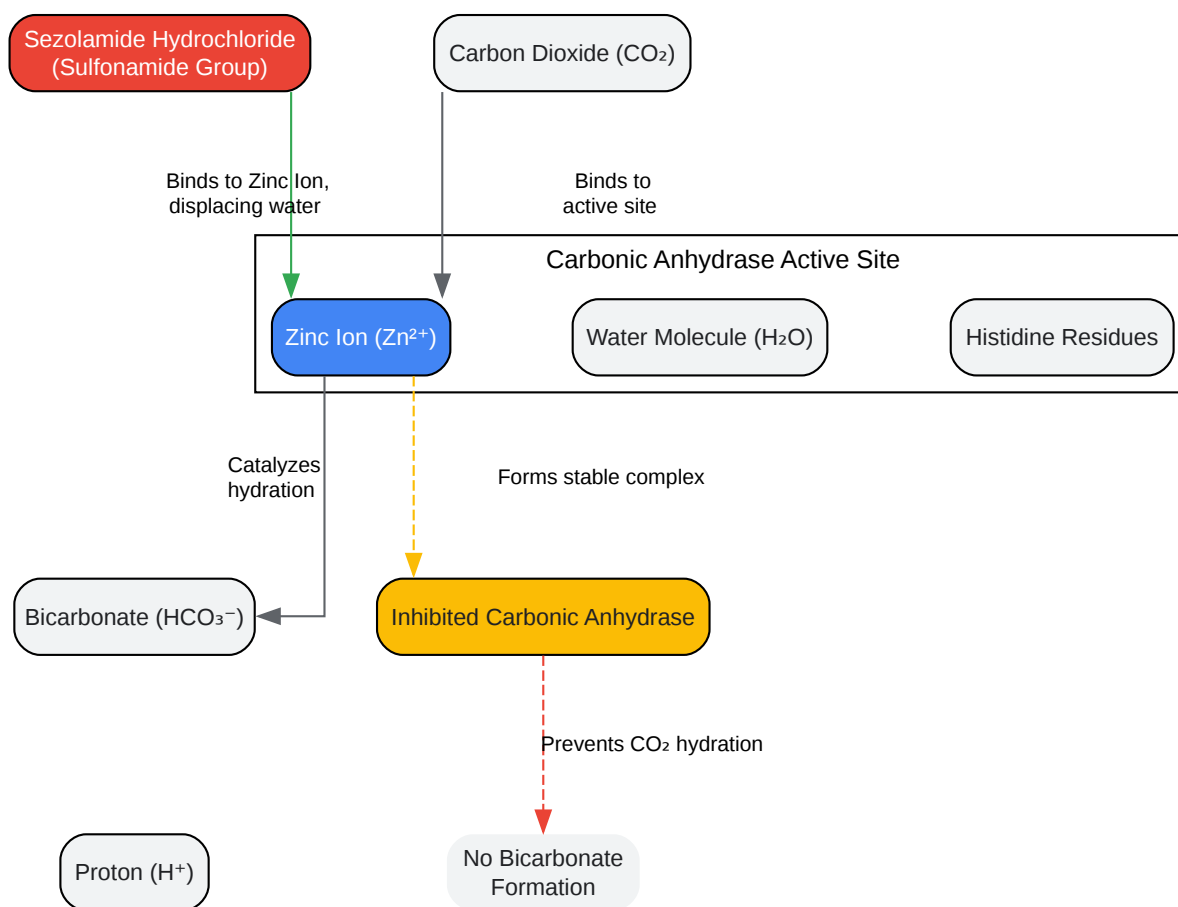 Sezolamide Hydrochloride
(Sulfonamide Group)
Carbon Dioxide (CO₂)
Binds to Zinc Ion,
displacing water
Binds to
active site
Carbonic Anhydrase Active Site
Zinc Ion (Zn²⁺)
Water Molecule (H₂O)
Histidine Residues
Catalyzes
hydration
Forms stable complex
Bicarbonate (HCO₃⁻)
Inhibited Carbonic Anhydrase
Prevents CO₂ hydration
Proton (H⁺)
No Bicarbonate
Formation